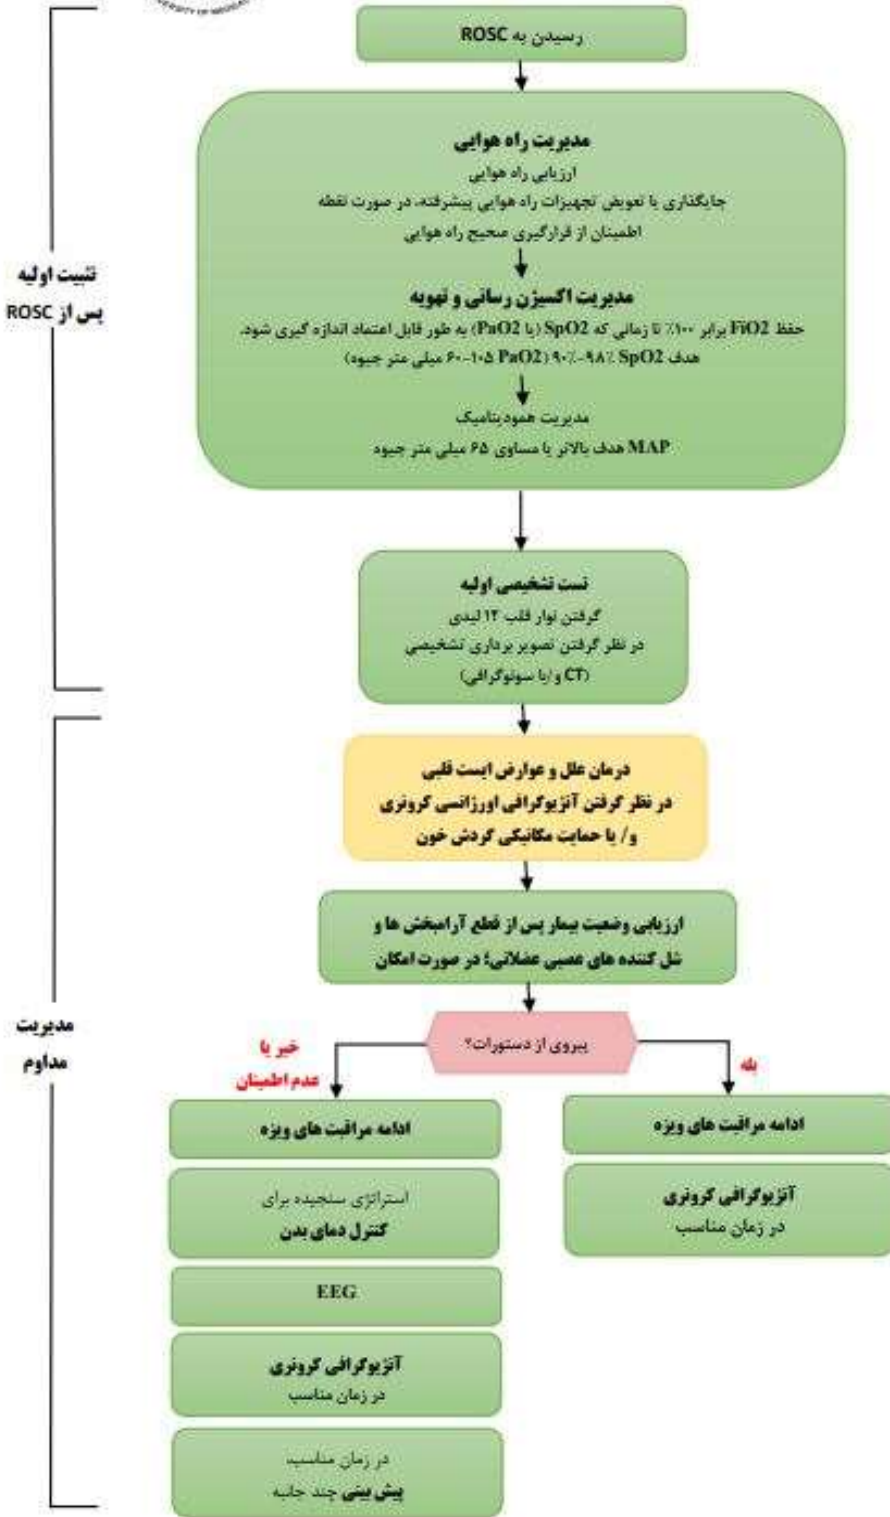 رسیدن به ROSC
مدیریت راه هوایی
ارزیابی راه هوایی
جایگذاری یا تعویض تجهیزات راه هوایی پیشرفته، در صورت نقطه
اطمینان از قرارگیری صحیح راه هوایی
مدیریت اکسیژن رسانی و تهویه
حفظ FiO2 برابر ۱۰۰٪ تا زمانی که SpO2 (یا PaO2) به طور قابل اعتماد اندازه گیری شود.
هدف SpO2 ۹۰٪-۹۸٪ (PaO2 ۶۰-۱۰۵ میلی متر جیوه)
مدیریت همودینامیک
MAP هدف بالاتر یا مساوی ۶۵ میلی متر جیوه
تثبیت اولیه
پس از ROSC
تست تشخیصی اولیه
گرفتن نوار قلب ۱۲ لیدی
در نظر گرفتن تصویر برداری تشخیصی
(CT و/یا سونوگرافی)
درمان علل و عوارض ایست قلبی
در نظر گرفتن آنژیوگرافی اورژانسی کرونری
و/ یا حمایت مکانیکی گردش خون
ارزیابی وضعیت بیمار پس از قطع آرامبخش ها و
شل کننده های عصبی عضلانی؛ در صورت امکان
مدیریت
مداوم
پیروی از دستورات؟
بله
ادامه مراقبت های ویژه
آنژیوگرافی کرونری
در زمان مناسب
خیر یا
عدم اطمینان
ادامه مراقبت های ویژه
استراتژی سنجیده برای
کنترل دمای بدن
EEG
آنژیوگرافی کرونری
در زمان مناسب
در زمان مناسب،
پیش بینی چند جانبه